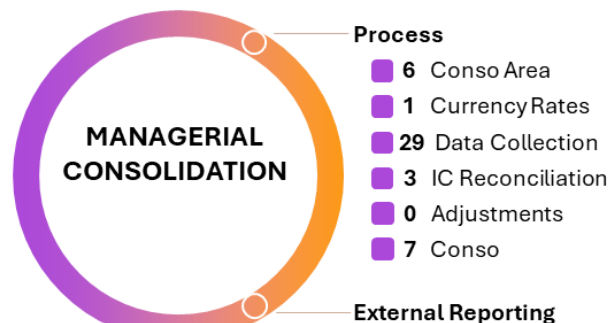 MANAGERIAL
CONSOLIDATION
Process
6 Conso Area
1 Currency Rates
29 Data Collection
3 IC Reconciliation
0 Adjustments
7 Conso
External Reporting